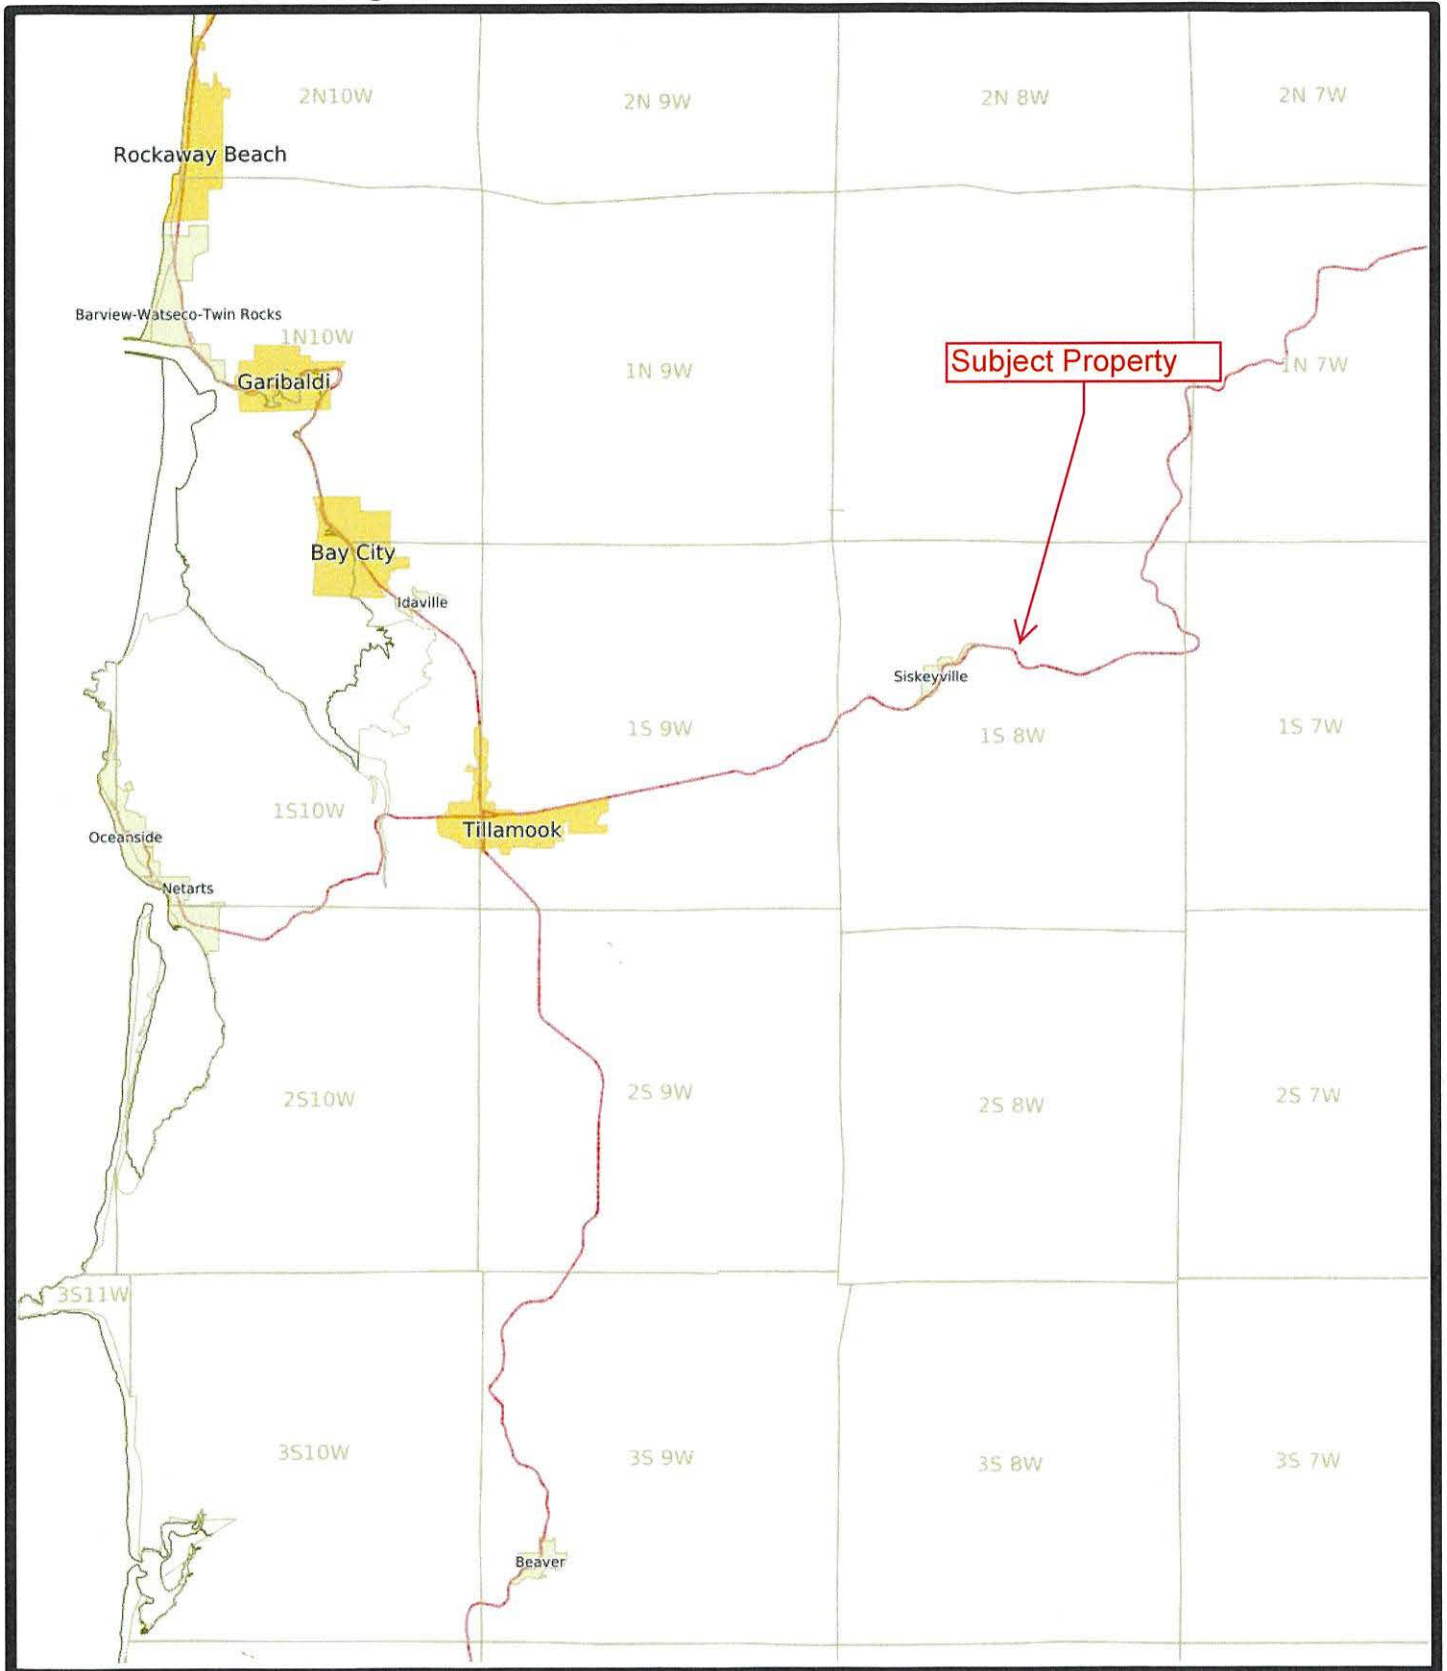 2N10W
2N 9W
2N 8W
2N 7W
Rockaway Beach
Barview-Watseco-Twin Rocks
1N10W
Garibaldi
1N 9W
Subject Property
1N 7W
Bay City
Idaville
Siskeyville
1S 9W
1S 8W
1S 7W
1S10W
Tillamook
Oceanside
Netarts
2S10W
2S 9W
2S 8W
2S 7W
3S11W
3S10W
3S 9W
3S 8W
3S 7W
Beaver